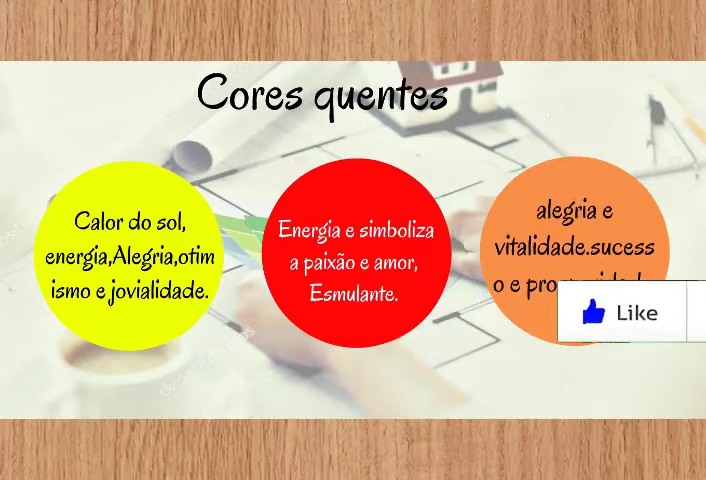 Cores quentes
Calor do sol,
energia,Alegria,otim
ismo e jovialidade.
Energia e simboliza
a paixão e amor,
Esmulante.
alegria e
vitalidade.sucess
o e
Like